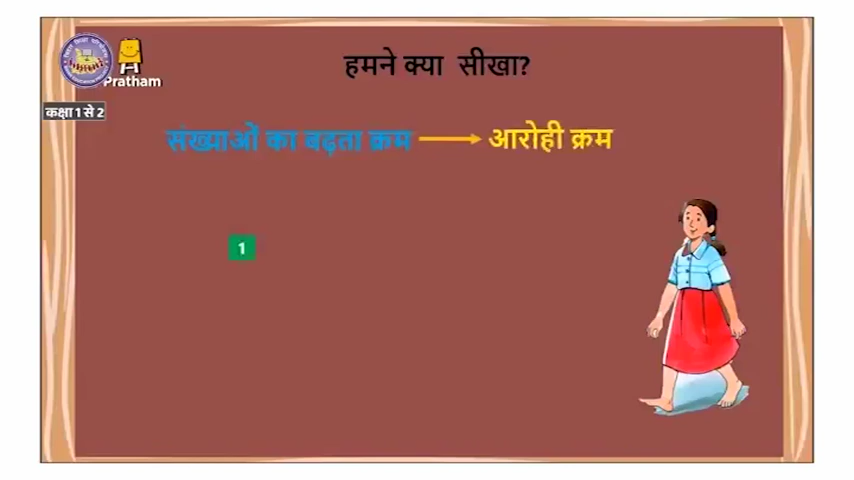 हमने क्या सीखा?
Pratham
कक्षा 1 से 2
संख्याओं का बढ़ता क्रम → आरोही क्रम
1